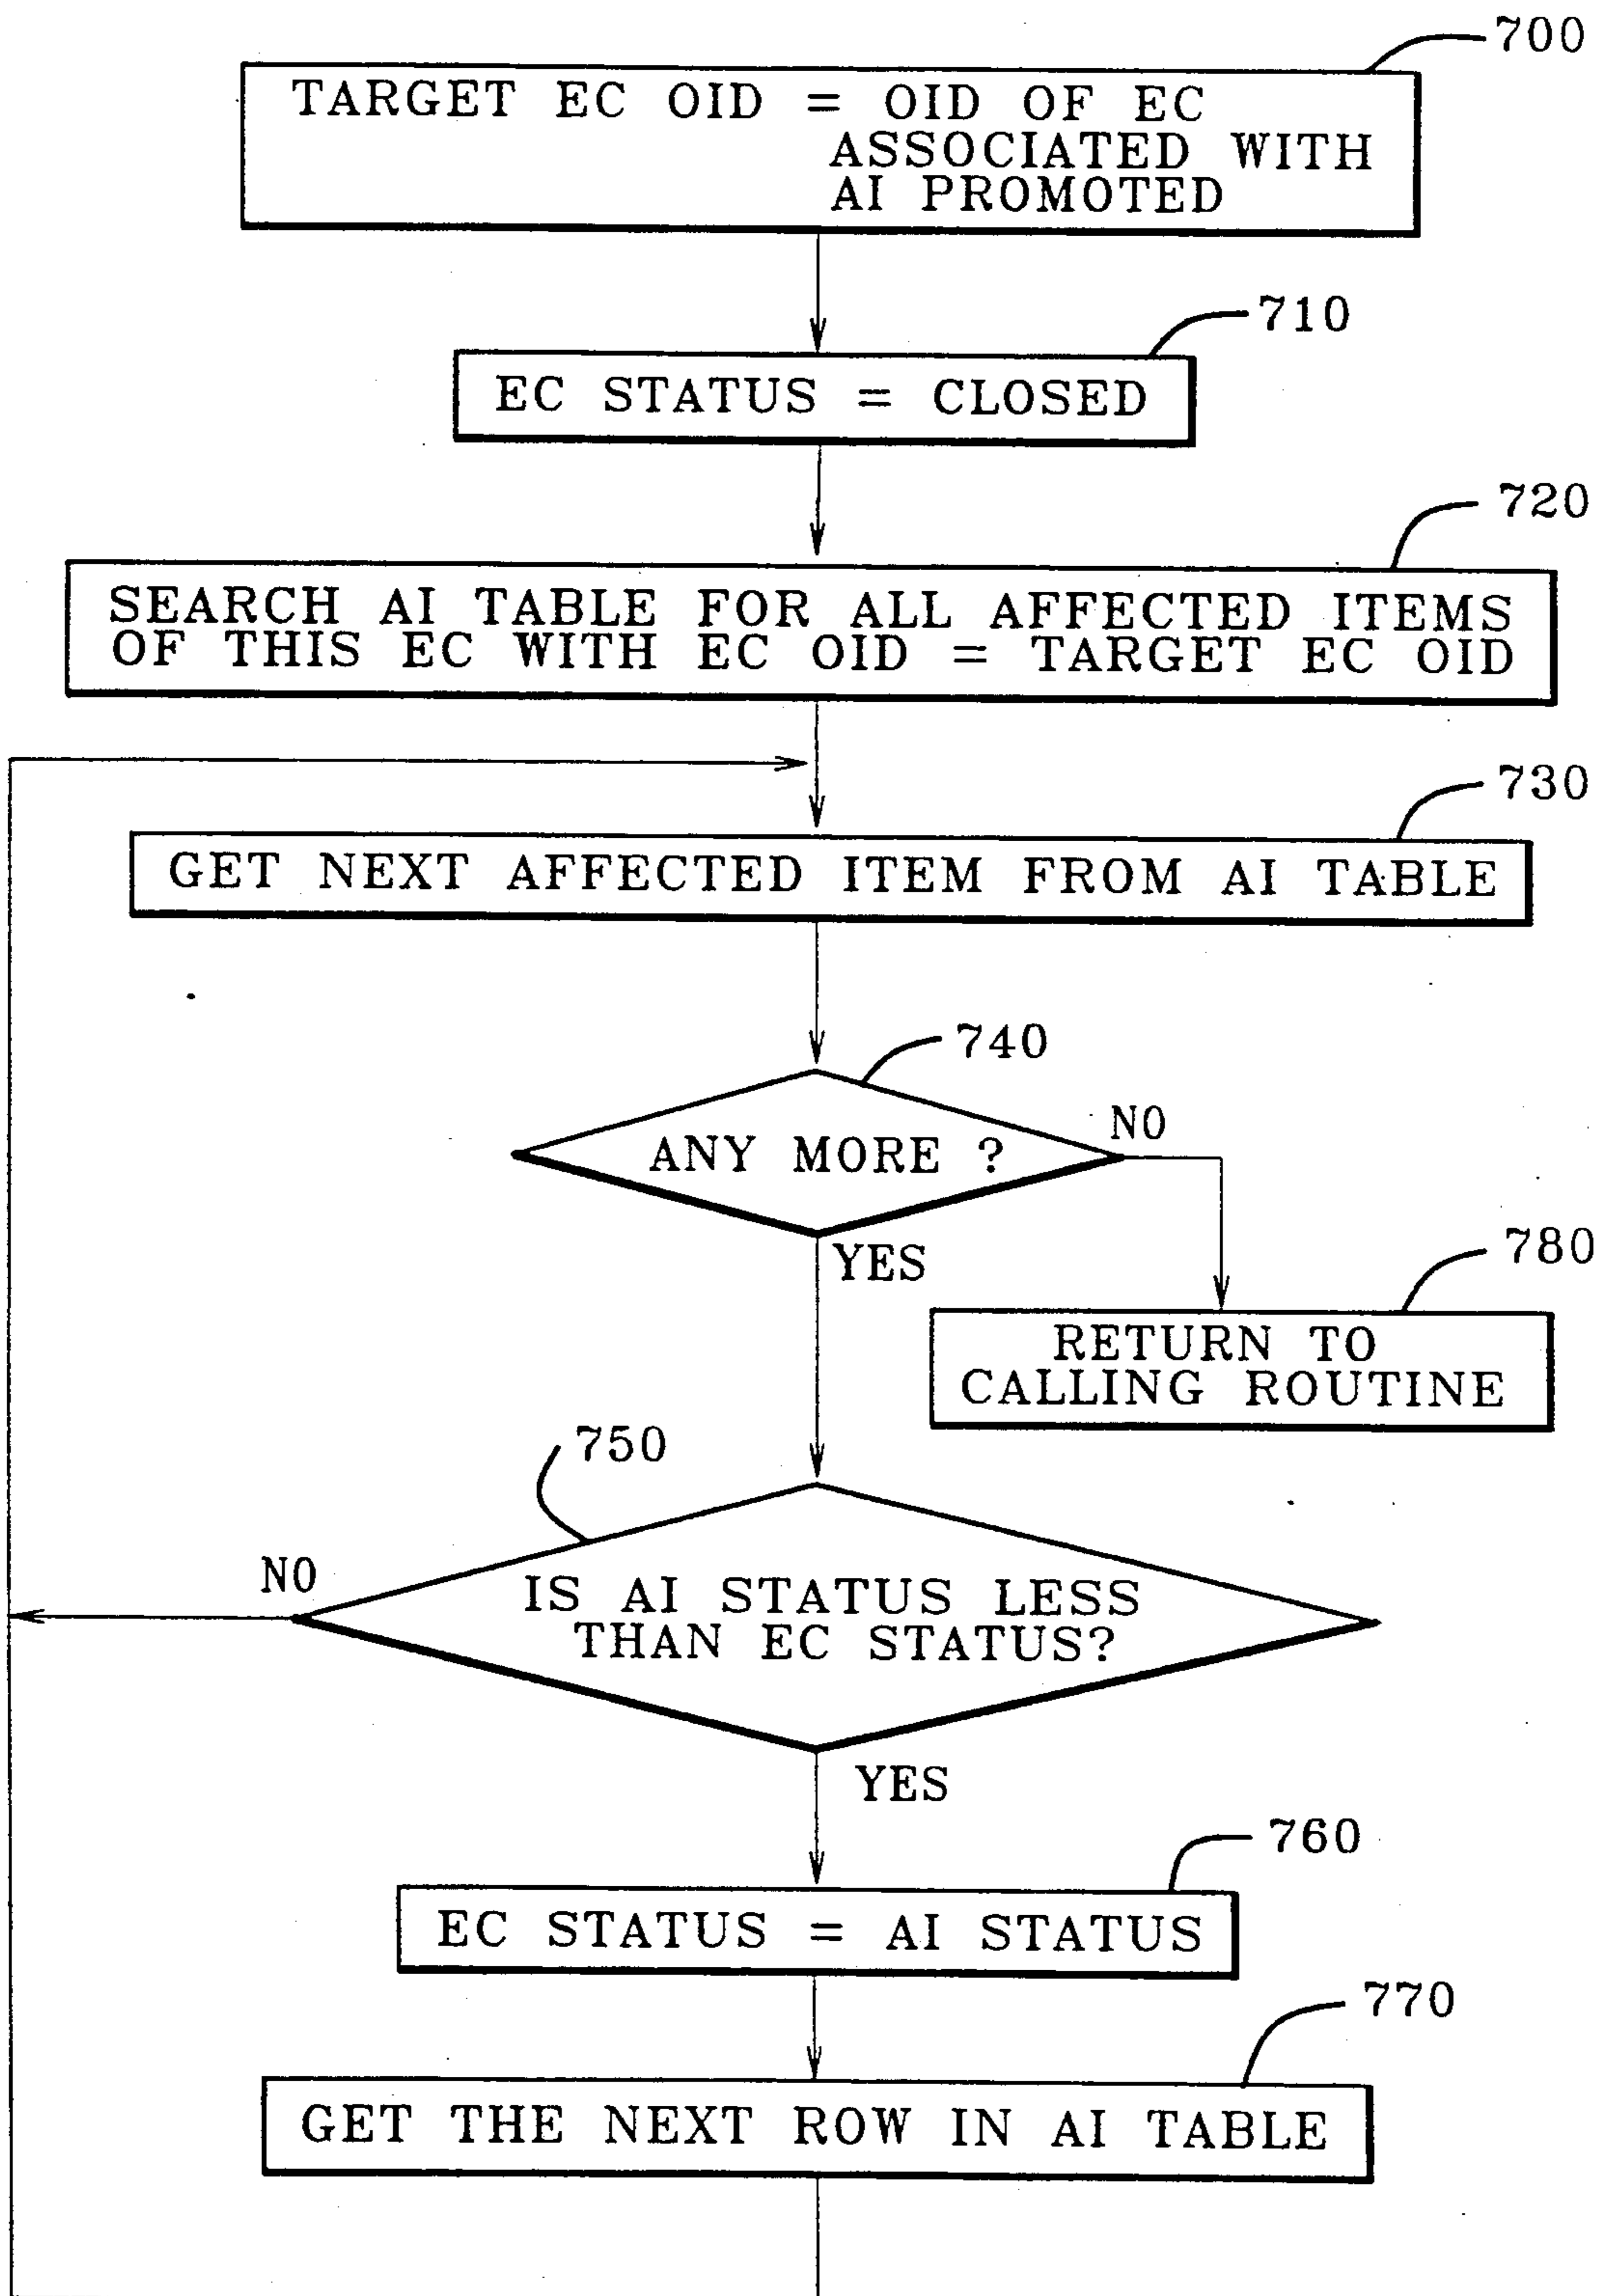 700
TARGET EC OID = OID OF EC
ASSOCIATED WITH
AI PROMOTED
710
EC STATUS = CLOSED
720
SEARCH AI TABLE FOR ALL AFFECTED ITEMS
OF THIS EC WITH EC OID = TARGET EC OID
730
GET NEXT AFFECTED ITEM FROM AI TABLE
740
ANY MORE ?
NO
YES
780
RETURN TO
CALLING ROUTINE
750
NO
IS AI STATUS LESS
THAN EC STATUS?
YES
760
EC STATUS = AI STATUS
770
GET THE NEXT ROW IN AI TABLE